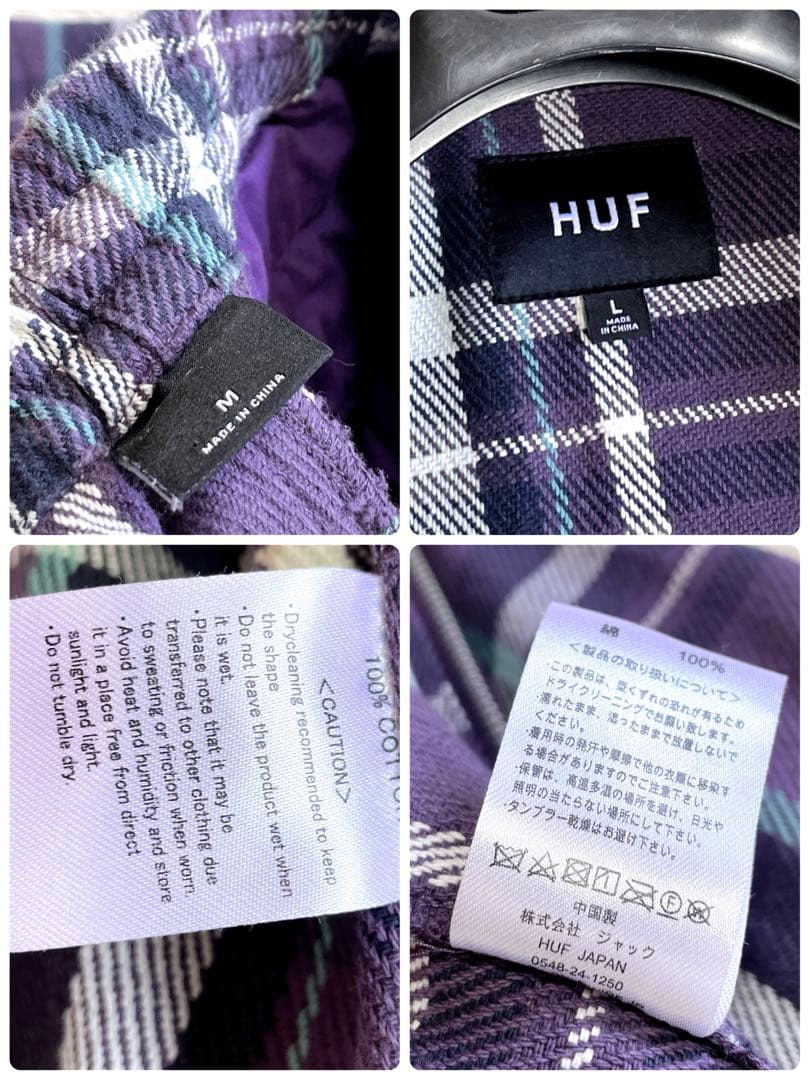 M
MADE IN CHINA
HUF
L
MADE
IN CHINA
100% COTTON
<CAUTION>
・Drycleaning recommended to keep
the shape
・Do not leave the product wet when
it is wet.
・Please note that it may be
transferred to other clothing due
to sweating or friction when worn.
・Avoid heat and humidity and store
it in a place free from direct
sunlight and light.
・Do not tumble dry.
綿 100%
<製品の取り扱いについて>
・この製品は、型くずれの恐れが有るため
ドライクリーニングでお願い致します。
・濡れたまま、湿ったままで放置しないで
ください。
・着用時の発汗や摩擦で他の衣類に移染す
る場合がありますのでご注意下さい。
・保管は、高温多湿の場所を避け、日光や
照明の当たらない場所にして下さい。
・タンブラー乾燥はお避け下さい。
F
中国製
株式会社 ジャック
HUF JAPAN
0548-24-1250